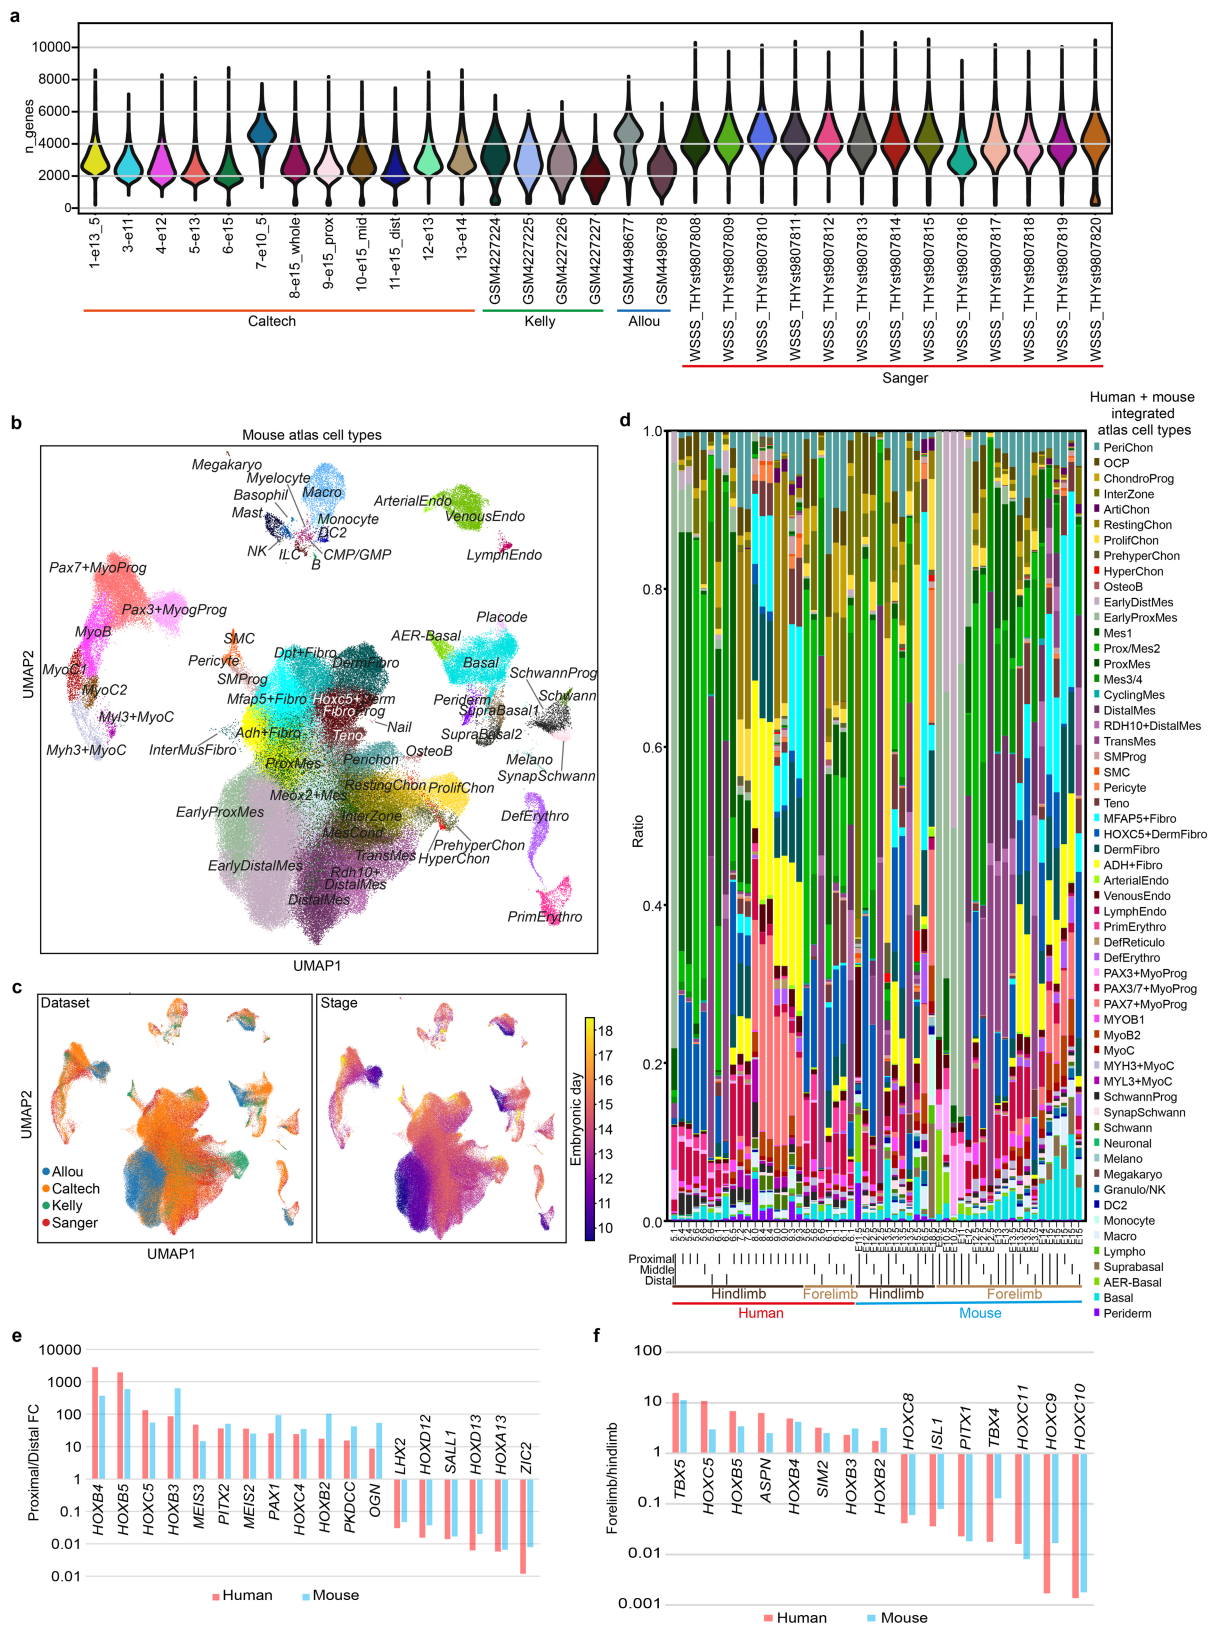 a
n_genes
10000
8000
6000
4000
2000
0
1-e13_5
3-e11
4-e12
5-e13
6-e15
7-e10_5
8-e15_whole
9-e15_prox
10-e15_mid
11-e15_dist
12-e13
13-e14
GSM4227224
GSM4227225
GSM4227226
GSM4227227
GSM4498677
GSM4498678
WSSS_THYst9807808
WSSS_THYst9807809
WSSS_THYst9807810
WSSS_THYst9807811
WSSS_THYst9807812
WSSS_THYst9807813
WSSS_THYst9807814
WSSS_THYst9807815
WSSS_THYst9807816
WSSS_THYst9807817
WSSS_THYst9807818
WSSS_THYst9807819
WSSS_THYst9807820
Caltech
Kelly
Allou
Sanger
b
Mouse atlas cell types
Megakaryo
Myelocyte
Macro
Basophil
Mast
Monocyte
DC2
NK
ILC
CMP/GMP
B
ArterialEndo
VenousEndo
LymphEndo
Pax7+MyoProg
Pax3+MyogProg
MyoB
MyoC1
MyoC2
Myl3+MyoC
Myh3+MyoC
SMC
Pericyte
SMProg
Dpt+Fibro
DermFibro
Mfap5+Fibro
Hoxc5+Derm
FibroProg
Adh+Fibro
Teno
Nail
InterMusFibro
ProxMes
Perichon
OsteoB
Placode
AER-Basal
Basal
SchwannProg
Schwann
Periderm
SupraBasal1
SupraBasal2
Melano
SynapSchwann
RestingChon
ProlifChon
Meox2+Mes
EarlyProxMes
InterZone
MesCond
PrehyperChon
TransMes
HyperChon
DefErythro
EarlyDistalMes
Rdh10+
DistalMes
DistalMes
PrimErythro
UMAP2
UMAP1
c
Dataset
Allou
Caltech
Kelly
Sanger
UMAP2
UMAP1
Stage
18
17
16
15
14
13
12
11
10
Embryonic day
d
Ratio
1.0
0.8
0.6
0.4
0.2
0.0
Proximal
Middle
Distal
Hindlimb
Forelimb
Hindlimb
Forelimb
Human
Mouse
Human + mouse
integrated
atlas cell types
PeriChon
OCP
ChondroProg
InterZone
ArtiChon
RestingChon
ProlifChon
PrehyperChon
HyperChon
OsteoB
EarlyDistMes
EarlyProxMes
Mes1
Prox/Mes2
ProxMes
Mes3/4
CyclingMes
DistalMes
RDH10+DistalMes
TransMes
SMProg
SMC
Pericyte
Teno
MFAP5+Fibro
HOXC5+DermFibro
DermFibro
ADH+Fibro
ArterialEndo
VenousEndo
LymphEndo
PrimErythro
DefReticulo
DefErythro
PAX3+MyoProg
PAX3/7+MyoProg
PAX7+MyoProg
MYOB1
MyoB2
MyoC
MYH3+MyoC
MYL3+MyoC
SchwannProg
SynapSchwann
Schwann
Neuronal
Melano
Megakaryo
Granulo/NK
DC2
Monocyte
Macro
Lympho
Suprabasal
AER-Basal
Basal
Periderm
e
Proximal/Distal FC
10000
1000
100
10
1
0.1
0.01
0.01
HOXB4
HOXB5
HOXC5
HOXB3
MEIS3
PITX2
MEIS2
PAX1
HOXC4
HOXB2
PKDCC
OGN
LHX2
HOXD12
SALL1
HOXD13
HOXA13
ZIC2
Human
Mouse
f
Forelimb/hindlimb
100
10
1
0.1
0.01
0.001
TBX5
HOXC5
HOXB5
ASPN
HOXB4
SIM2
HOXB3
HOXB2
HOXC8
ISL1
PITX1
TBX4
HOXC11
HOXC9
HOXC10
Human
Mouse